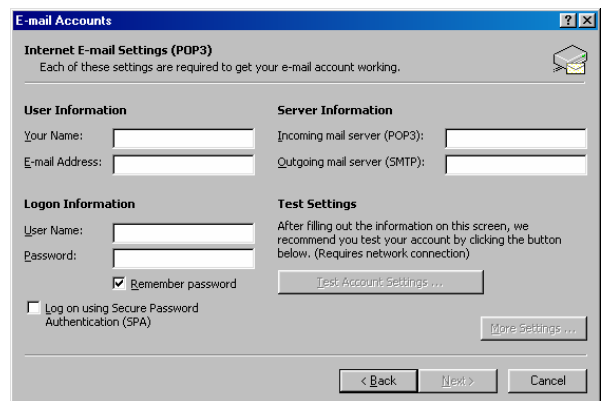 E-mail Accounts
Internet E-mail Settings (POP3)
Each of these settings are required to get your e-mail account working.
User Information
Your Name:
E-mail Address:
Server Information
Incoming mail server (POP3):
Outgoing mail server (SMTP):
Logon Information
User Name:
Password:
Remember password
Log on using Secure Password
Authentication (SPA)
Test Settings
After filling out the information on this screen, we
recommend you test your account by clicking the button
below. (Requires network connection)
Test Account Settings ...
More Settings ...
< Back
Next >
Cancel